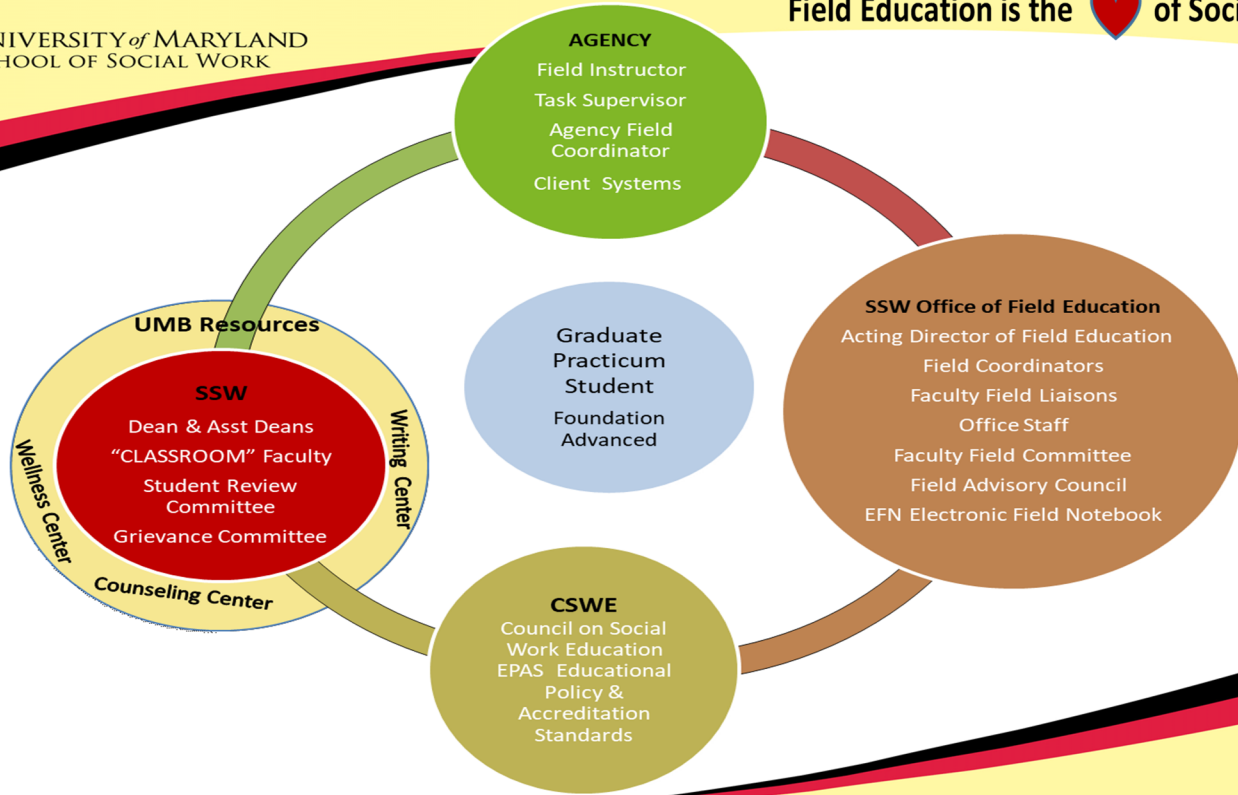 Field Education is the of Soci
NIVERSITY of MARYLAND
HOOL OF SOCIAL WORK
AGENCY
Field Instructor
Task Supervisor
Agency Field
Coordinator
Client Systems
SSW Office of Field Education
Acting Director of Field Education
Field Coordinators
Faculty Field Liaisons
Office Staff
Faculty Field Committee
Field Advisory Council
EFN Electronic Field Notebook
Graduate
Practicum
Student
Foundation
Advanced
UMB Resources
SSW
Dean & Asst Deans
“CLASSROOM” Faculty
Student Review
Committee
Grievance Committee
Wellness Center
Writing Center
Counseling Center
CSWE
Council on Social
Work Education
EPAS Educational
Policy &
Accreditation
Standards